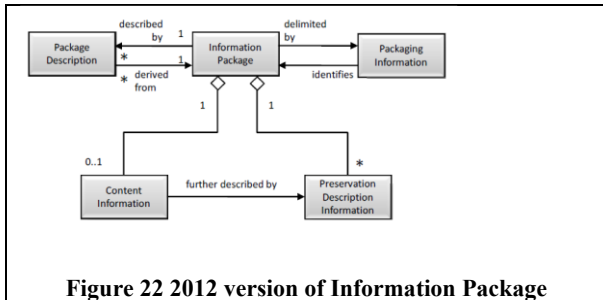 described
by
1
delimited
by
Package
Description
Information
Package
Packaging
Information
*
1
* derived
from
identifies
1
1
0..1
*
Content
Information
further described by
Preservation
Description
Information
Figure 22 2012 version of Information Package